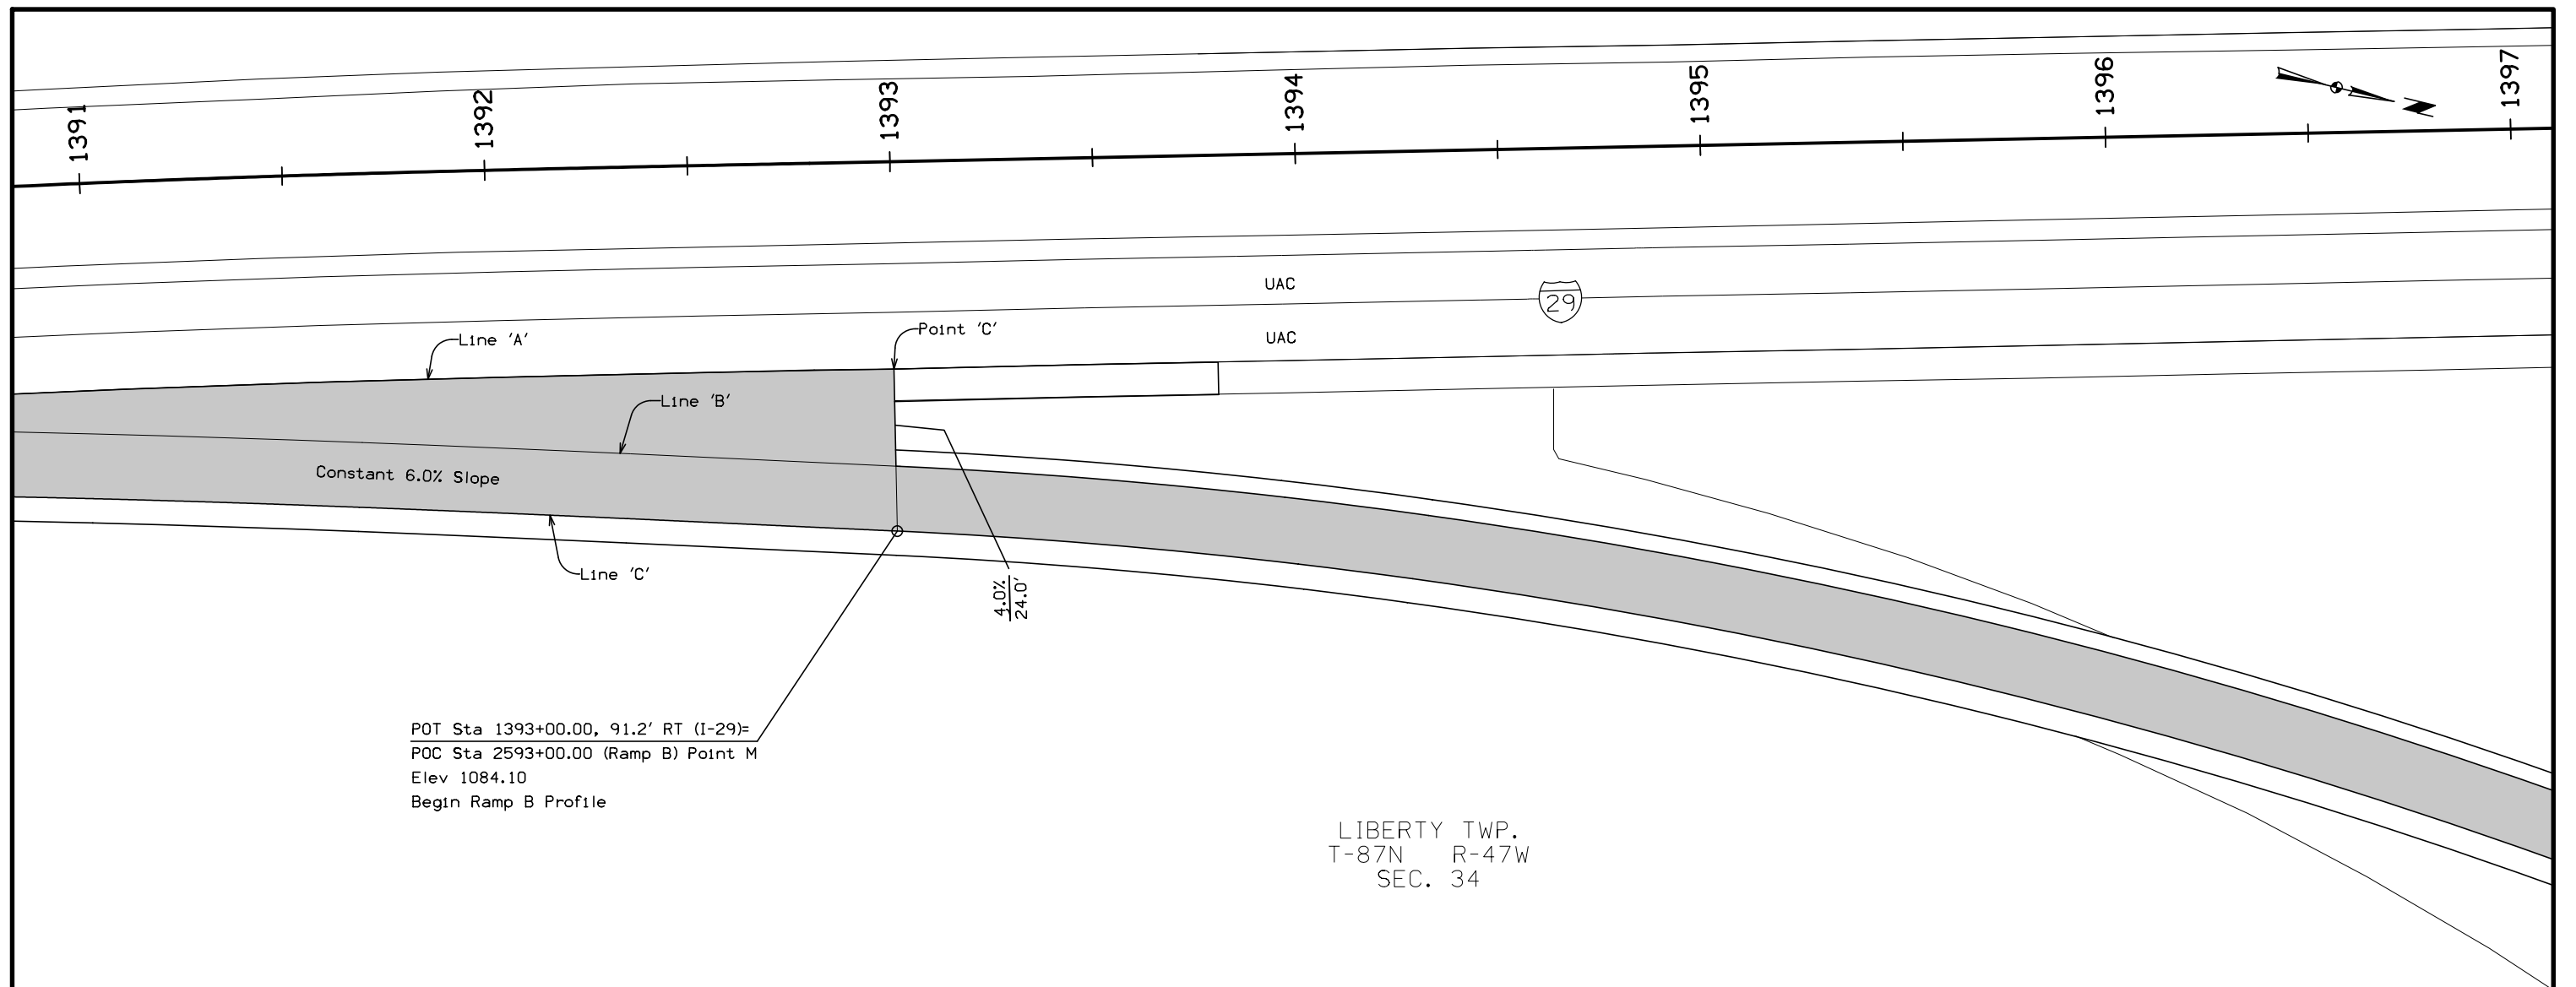 1391
1392
1393
1394
1395
1396
1397
N
UAC
29
UAC
Line 'A'
Point 'C'
Line 'B'
Constant 6.0% Slope
Line 'C'
4.0%
24.0'
POT Sta 1393+00.00, 91.2' RT (I-29)=
POC Sta 2593+00.00 (Ramp B) Point M
Elev 1084.10
Begin Ramp B Profile
LIBERTY TWP.
T-87N R-47W
SEC. 34